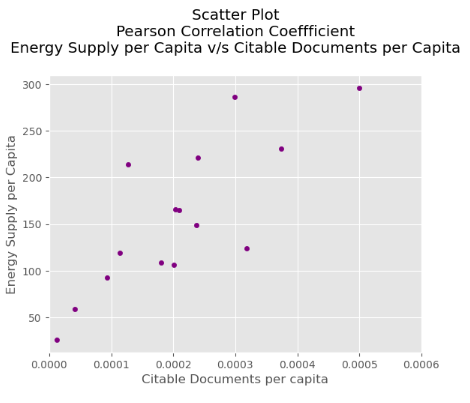 Scatter Plot
Pearson Correlation Coeffficient
Energy Supply per Capita v/s Citable Documents per Capita
300
250
200
150
100
50
Energy Supply per Capita
0.0000 0.0001 0.0002 0.0003 0.0004 0.0005 0.0006
Citable Documents per capita